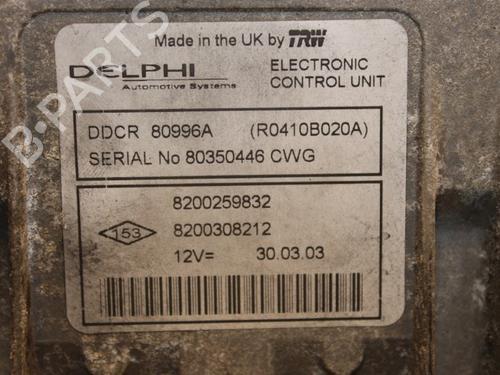 Made in the UK by TRW
DELPHI
Automotive Systems
ELECTRONIC
CONTROL UNIT
DDCR 80996A (R0410B020A)
SERIAL No 80350446 CWG
8200259832
153
8200308212
12V= 30.03.03
B-PARTS